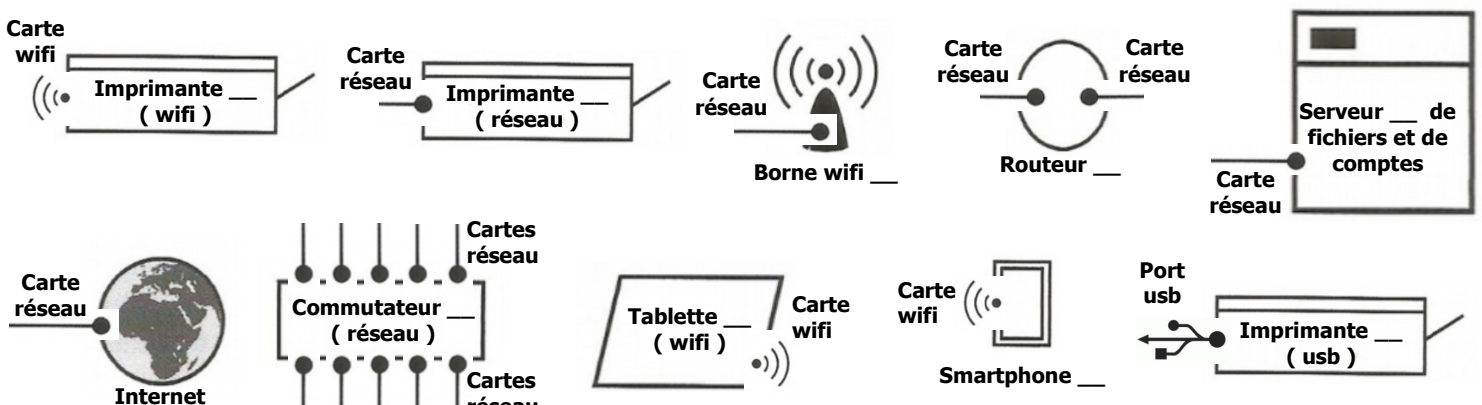 Carte
wifi
Imprimante __
( wifi )
Carte
réseau
Imprimante __
( réseau )
Carte
réseau
Borne wifi __
Carte
réseau
Carte
réseau
Routeur __
Serveur __ de
fichiers et de
comptes
Carte
réseau
Carte
réseau
Internet
Cartes
réseau
Commutateur __
( réseau )
Cartes
réseau
Tablette __
( wifi )
Carte
wifi
Carte
wifi
Smartphone __
Port
usb
Imprimante __
( usb )